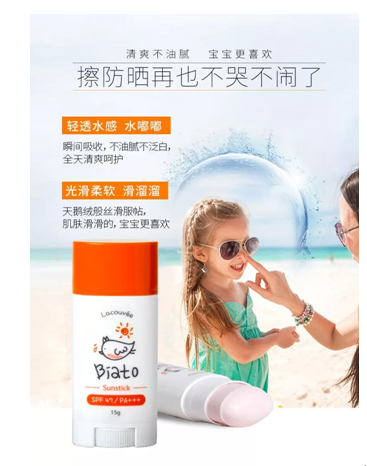 清爽不油腻 宝宝更喜欢
擦防晒再也不哭不闹了
轻透水感 水嘟嘟
瞬间吸收，不油腻不泛白，
全天清爽呵护
光滑柔软 滑溜溜
天鹅绒般丝滑服帖，
肌肤滑滑的，宝宝更喜欢
Lacouvée
Biato
Sunstick
SPF 47/PA+++
15g